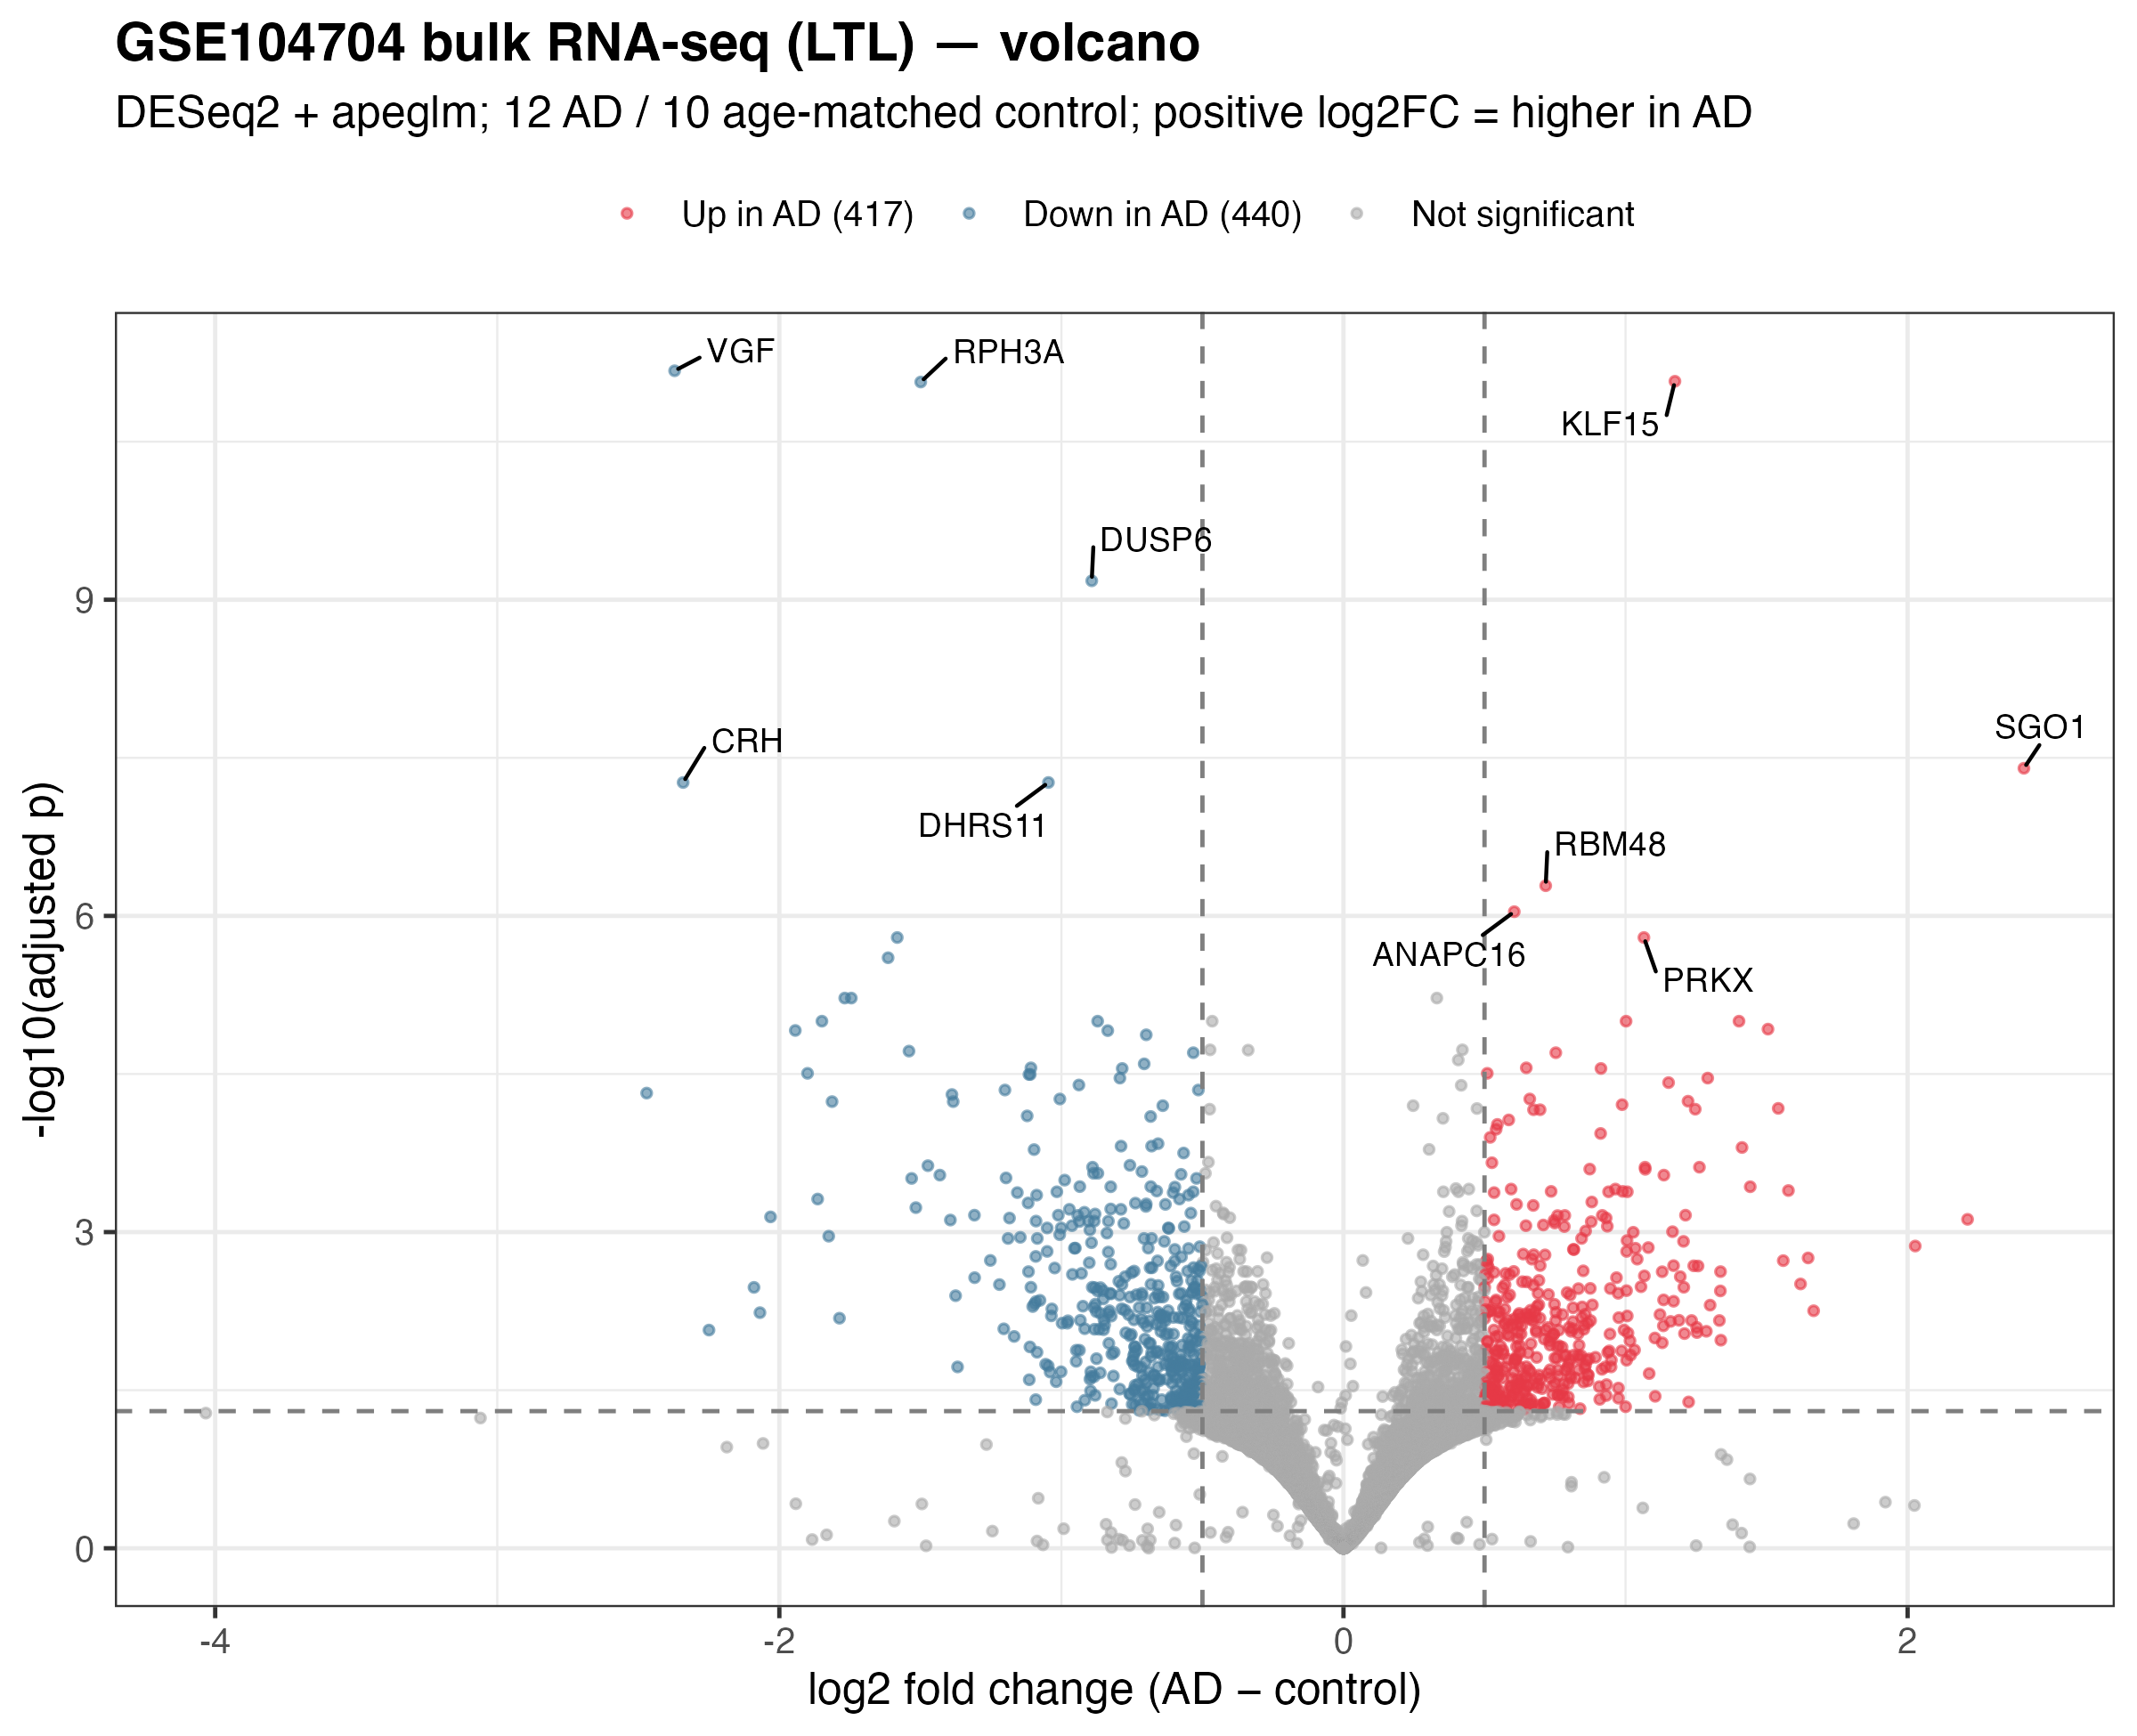 GSE104704 bulk RNA-seq (LTL) — volcano
DESeq2 + apeglm; 12 AD / 10 age-matched control; positive log2FC = higher in AD
Up in AD (417) Down in AD (440) Not significant
VGF
RPH3A
KLF15
DUSP6
CRH
DHRS11
SGO1
RBM48
ANAPC16
PRKX
-log10(adjusted p)
9
6
3
0
-4 -2 0 2
log2 fold change (AD – control)